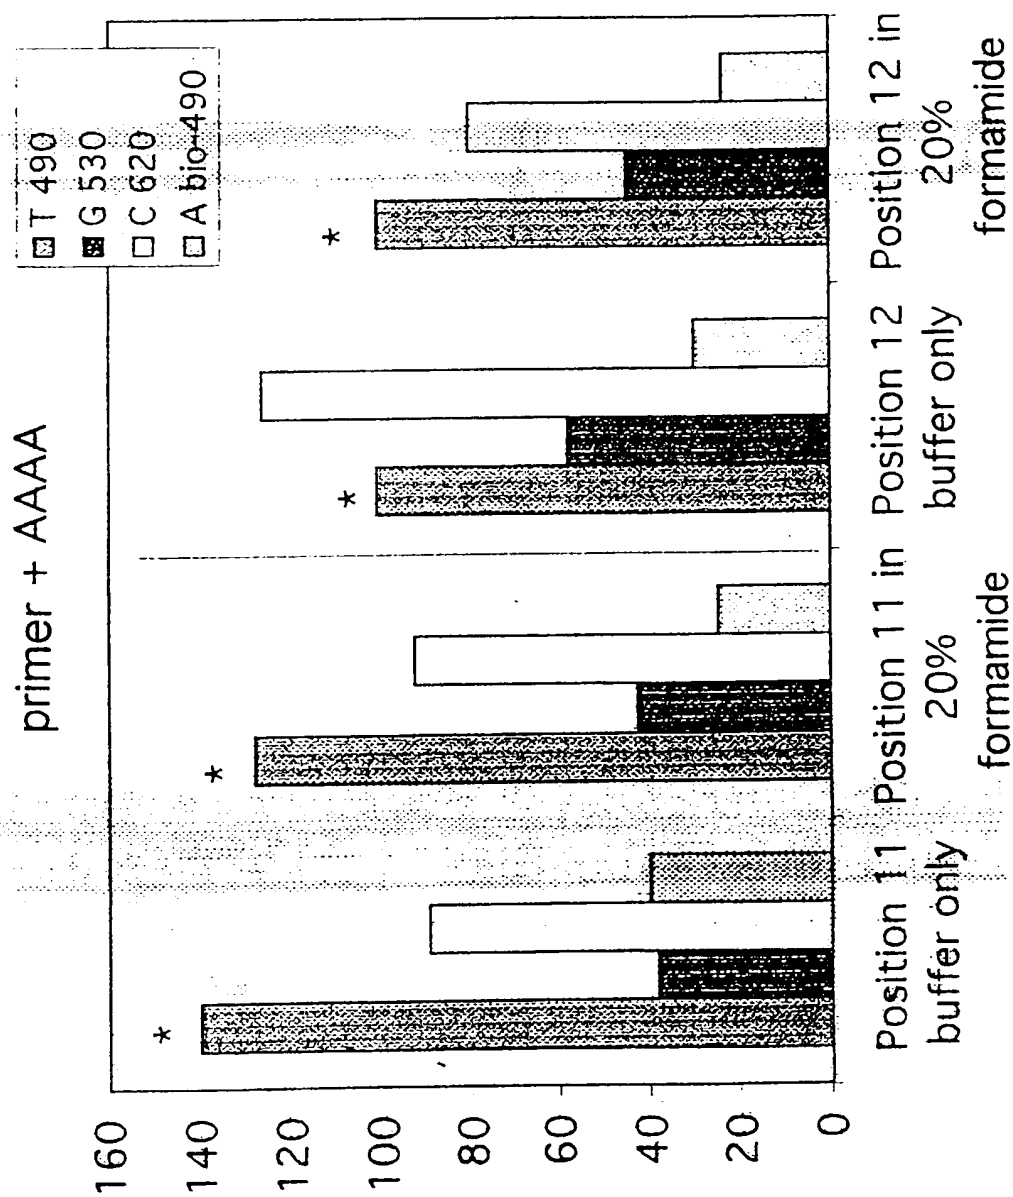 primer + AAAA
T 490
G 530
C 620
A bio-490
160
140
120
100
80
60
40
20
0
*
*
*
*
Position 11
buffer only
Position 11 in
20%
formamide
Position 12
buffer only
Position 12 in
20%
formamide